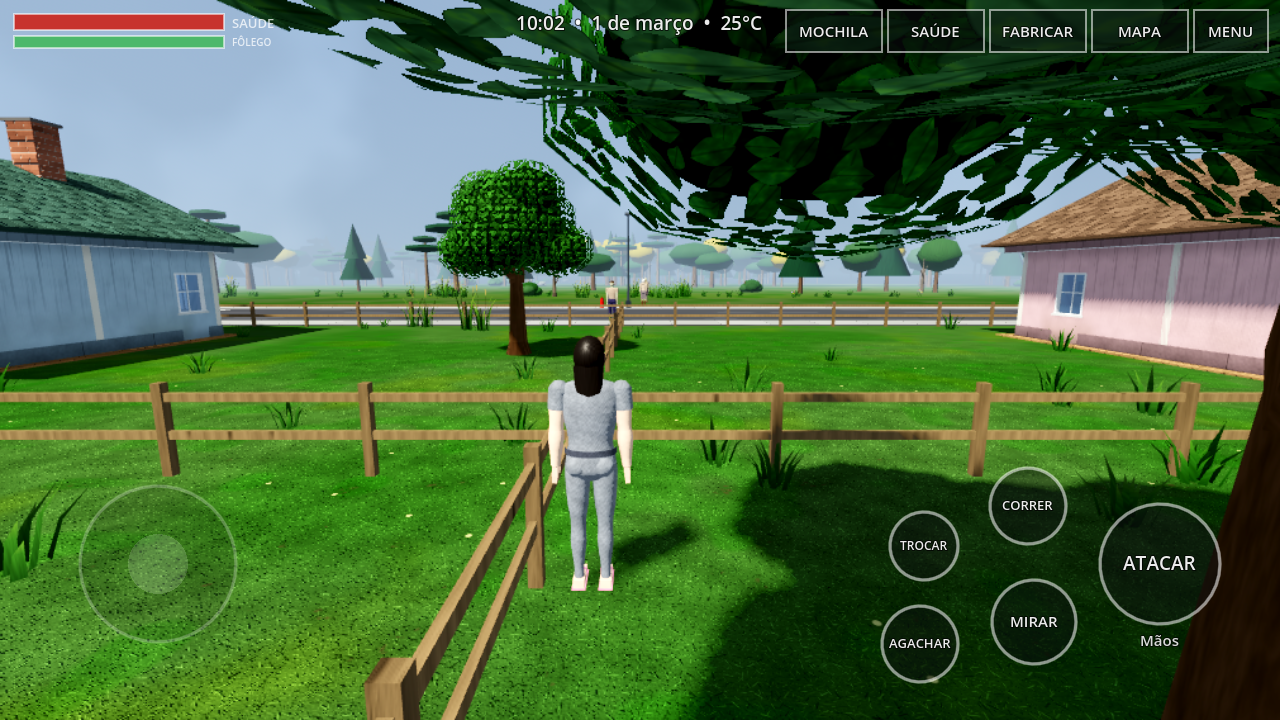 SAÚDE
FÔLEGO
10:02 • 1 de março • 25°C
MOCHILA
SAÚDE
FABRICAR
MAPA
MENU
CORRER
TROCAR
ATACAR
MIRAR
AGACHAR
Mãos